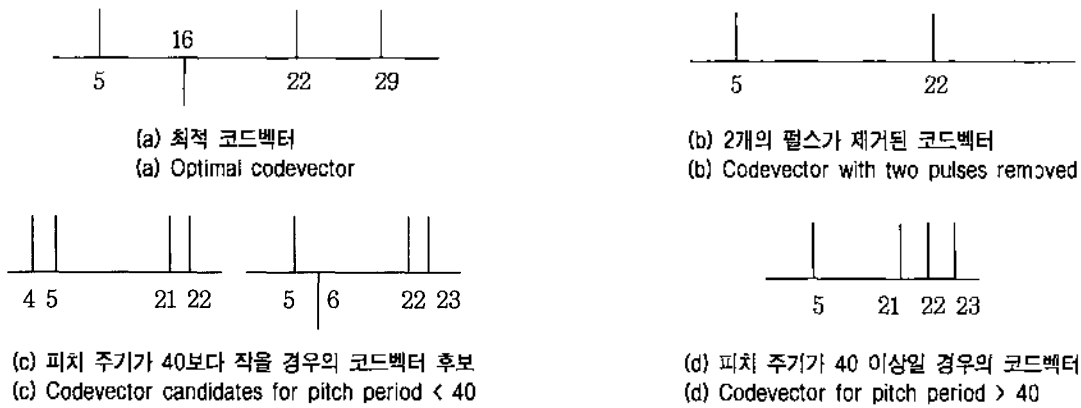 16
5 22 29
(a) 최적 코드벡터
(a) Optimal codevector
5 22
(b) 2개의 펄스가 제거된 코드벡터
(b) Codevector with two pulses removed
4 5 21 22 5 6 22 23
(c) 피치 주기가 40보다 작을 경우의 코드벡터 후보
(c) Codevector candidates for pitch period < 40
5 21 22 23
(d) 피치 주기가 40 이상일 경우의 코드벡터
(d) Codevector for pitch period > 40